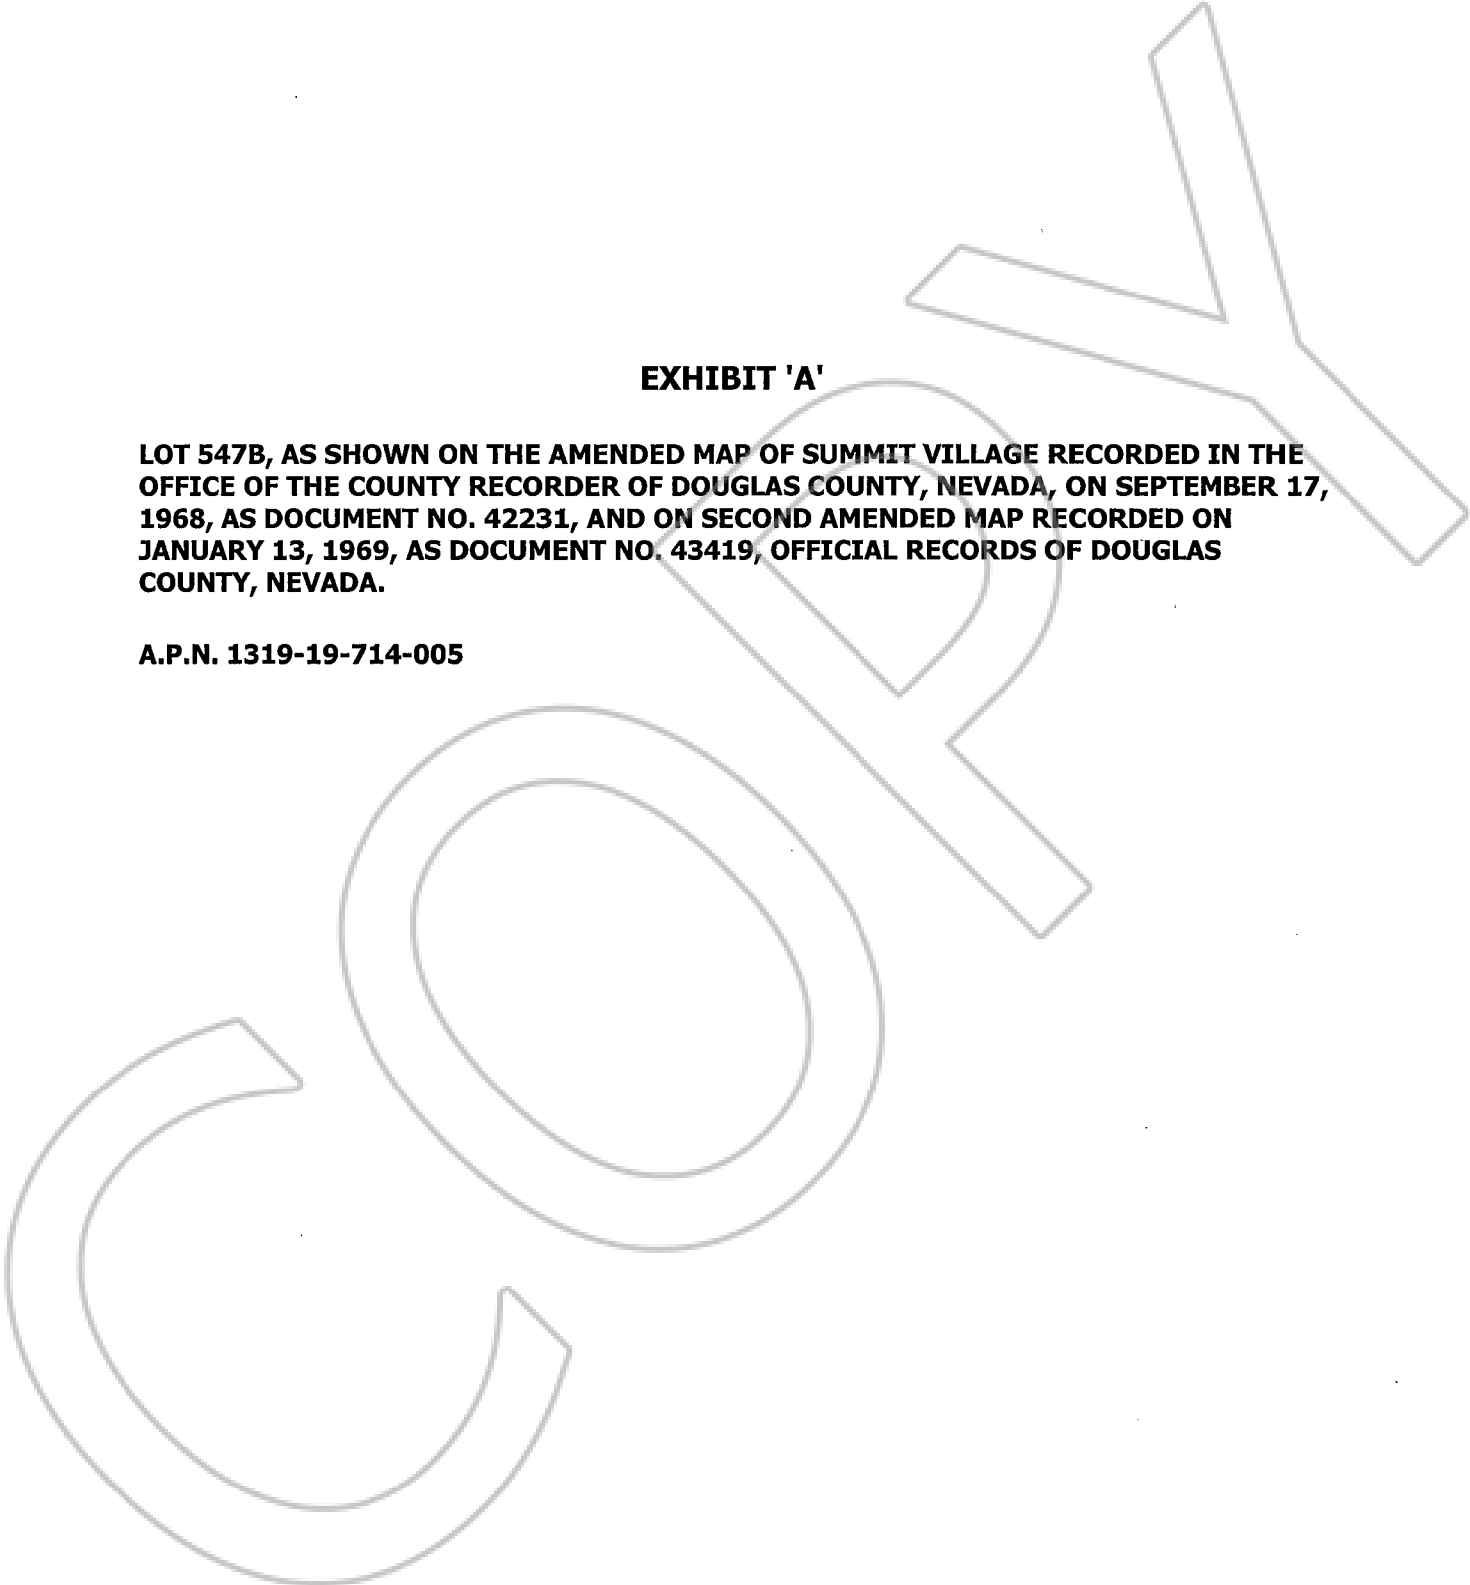 EXHIBIT 'A'
LOT 547B, AS SHOWN ON THE AMENDED MAP OF SUMMIT VILLAGE RECORDED IN THE
OFFICE OF THE COUNTY RECORDER OF DOUGLAS COUNTY, NEVADA, ON SEPTEMBER 17,
1968, AS DOCUMENT NO. 42231, AND ON SECOND AMENDED MAP RECORDED ON
JANUARY 13, 1969, AS DOCUMENT NO. 43419, OFFICIAL RECORDS OF DOUGLAS
COUNTY, NEVADA.
A.P.N. 1319-19-714-005
COPY